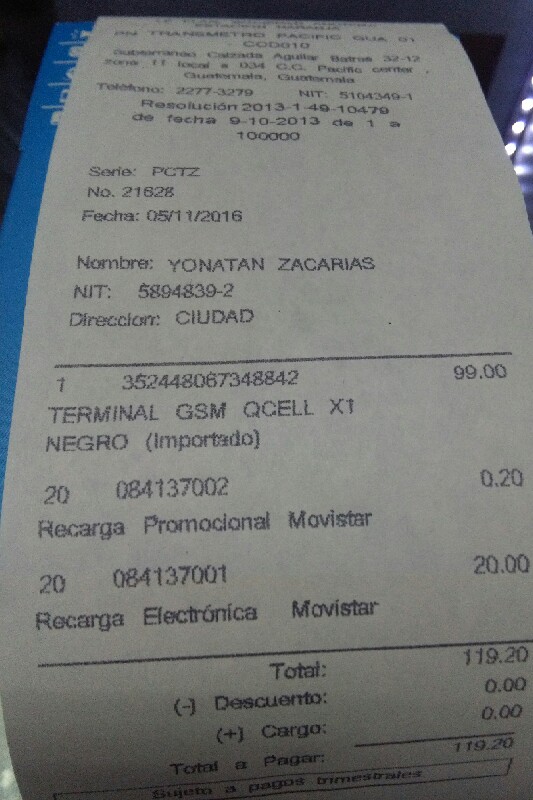 PN TRANSMETRO PACIFIC GUA 01
- COD010
Subterraneo Calzada Aguilar Batres 32-12
zona 11 local a 034 C.C. Pacific center ,
Guatemala, Guatemala
Teléfono: 2277-3279 NIT: 5104349-1
Resolución 2013-1-49-10479
de fecha 9-10-2013 de 1 a
100000
Serie: PCTZ
No. 21628
Fecha: 05/11/2016
Nombre: YONATAN ZACARIAS
NIT: 5894839-2
Direccion: CIUDAD
1 352448067348842 99.00
TERMINAL GSM QCELL X1
NEGRO (Importado)
20 084137002 0.20
Recarga Promocional Movistar
20 084137001 20.00
Recarga Electrónica Movistar
Total: 119.20
(-) Descuento: 0.00
(+) Cargo: 0.00
Total a Pagar: 119.20
Sujeto a pagos trimestrales